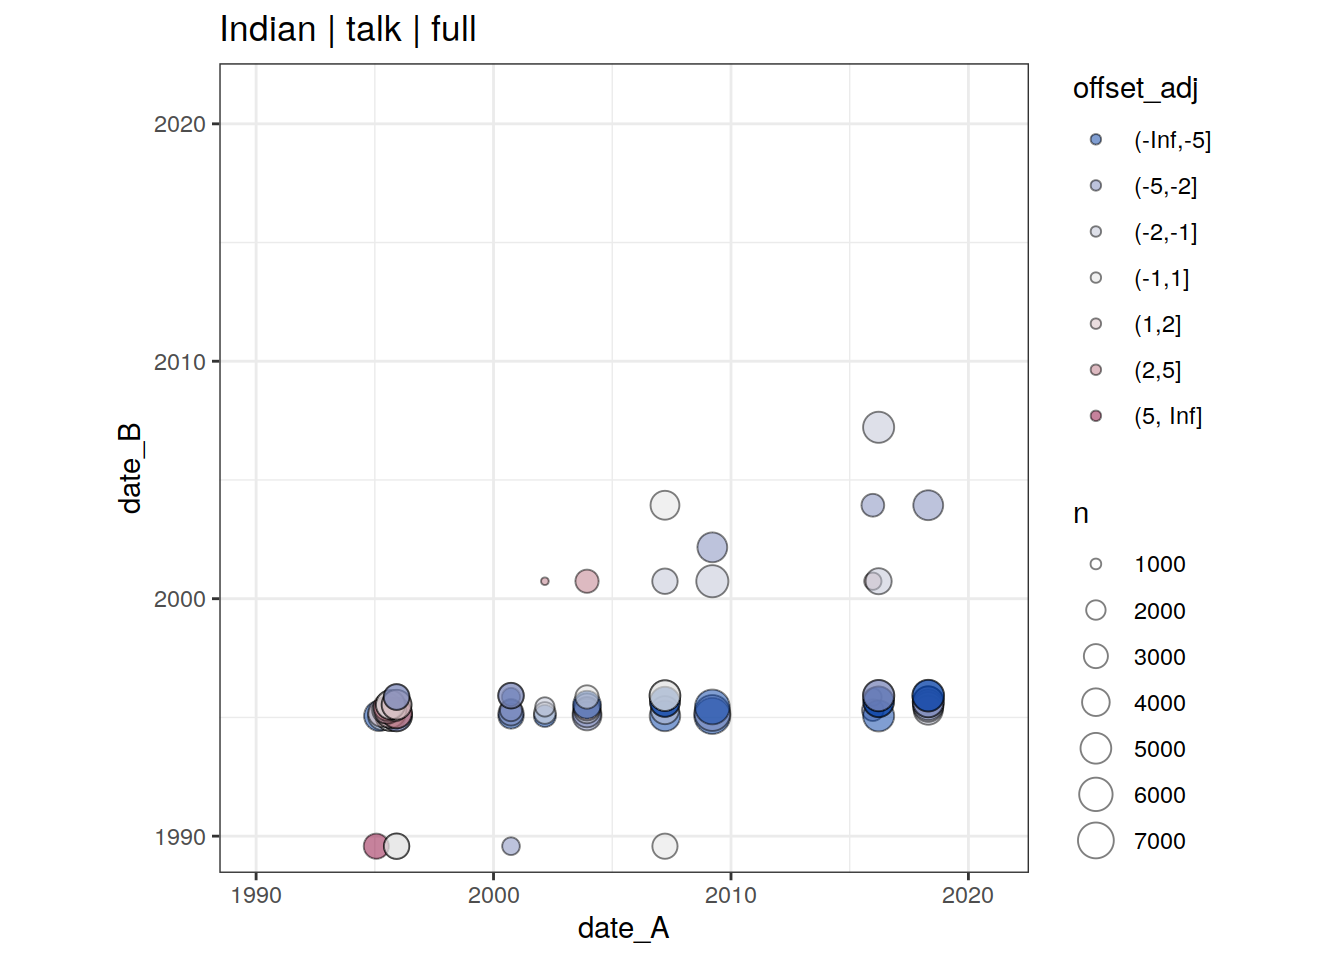 Indian | talk | full
2020
2010
2000
1990
date_B
1990
2000
2010
2020
date_A
offset_adj
(-Inf,-5]
(-5,-2]
(-2,-1]
(-1,1]
(1,2]
(2,5]
(5, Inf]
n
1000
2000
3000
4000
5000
6000
7000